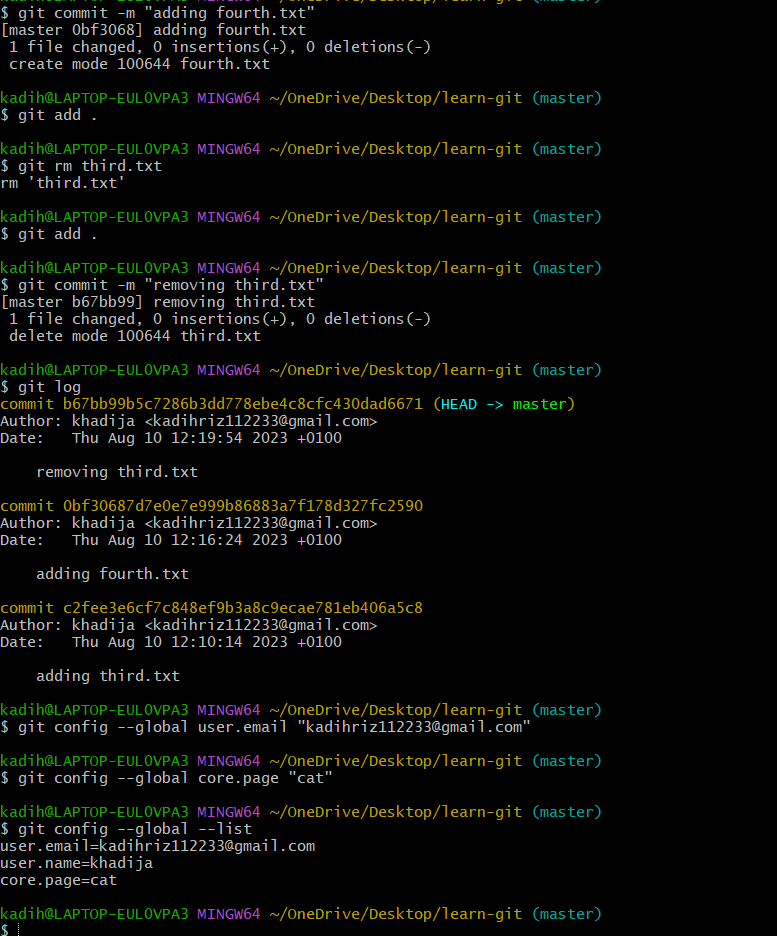 $ git commit -m "adding fourth.txt"
[master 0bf3068] adding fourth.txt
 1 file changed, 0 insertions(+), 0 deletions(-)
 create mode 100644 fourth.txt
kadih@LAPTOP-EUL0VPA3 MINGW64 ~/OneDrive/Desktop/learn-git (master)
$ git add .
kadih@LAPTOP-EUL0VPA3 MINGW64 ~/OneDrive/Desktop/learn-git (master)
$ git rm third.txt
rm 'third.txt'
kadih@LAPTOP-EUL0VPA3 MINGW64 ~/OneDrive/Desktop/learn-git (master)
$ git add .
kadih@LAPTOP-EUL0VPA3 MINGW64 ~/OneDrive/Desktop/learn-git (master)
$ git commit -m "removing third.txt"
[master b67bb99] removing third.txt
 1 file changed, 0 insertions(+), 0 deletions(-)
 delete mode 100644 third.txt
kadih@LAPTOP-EUL0VPA3 MINGW64 ~/OneDrive/Desktop/learn-git (master)
$ git log
commit b67bb99b5c7286b3dd778ebe4c8cfc430dad6671 (HEAD -> master)
Author: khadija <kadihriz112233@gmail.com>
Date:   Thu Aug 10 12:19:54 2023 +0100
    removing third.txt
commit 0bf30687d7e0e7e999b86883a7f178d327fc2590
Author: khadija <kadihriz112233@gmail.com>
Date:   Thu Aug 10 12:16:24 2023 +0100
    adding fourth.txt
commit c2fee3e6cf7c848ef9b3a8c9ecae781eb406a5c8
Author: khadija <kadihriz112233@gmail.com>
Date:   Thu Aug 10 12:10:14 2023 +0100
    adding third.txt
kadih@LAPTOP-EUL0VPA3 MINGW64 ~/OneDrive/Desktop/learn-git (master)
$ git config --global user.email "kadihriz112233@gmail.com"
kadih@LAPTOP-EUL0VPA3 MINGW64 ~/OneDrive/Desktop/learn-git (master)
$ git config --global core.page "cat"
kadih@LAPTOP-EUL0VPA3 MINGW64 ~/OneDrive/Desktop/learn-git (master)
$ git config --global --list
user.email=kadihriz112233@gmail.com
user.name=khadija
core.page=cat
kadih@LAPTOP-EUL0VPA3 MINGW64 ~/OneDrive/Desktop/learn-git (master)
$